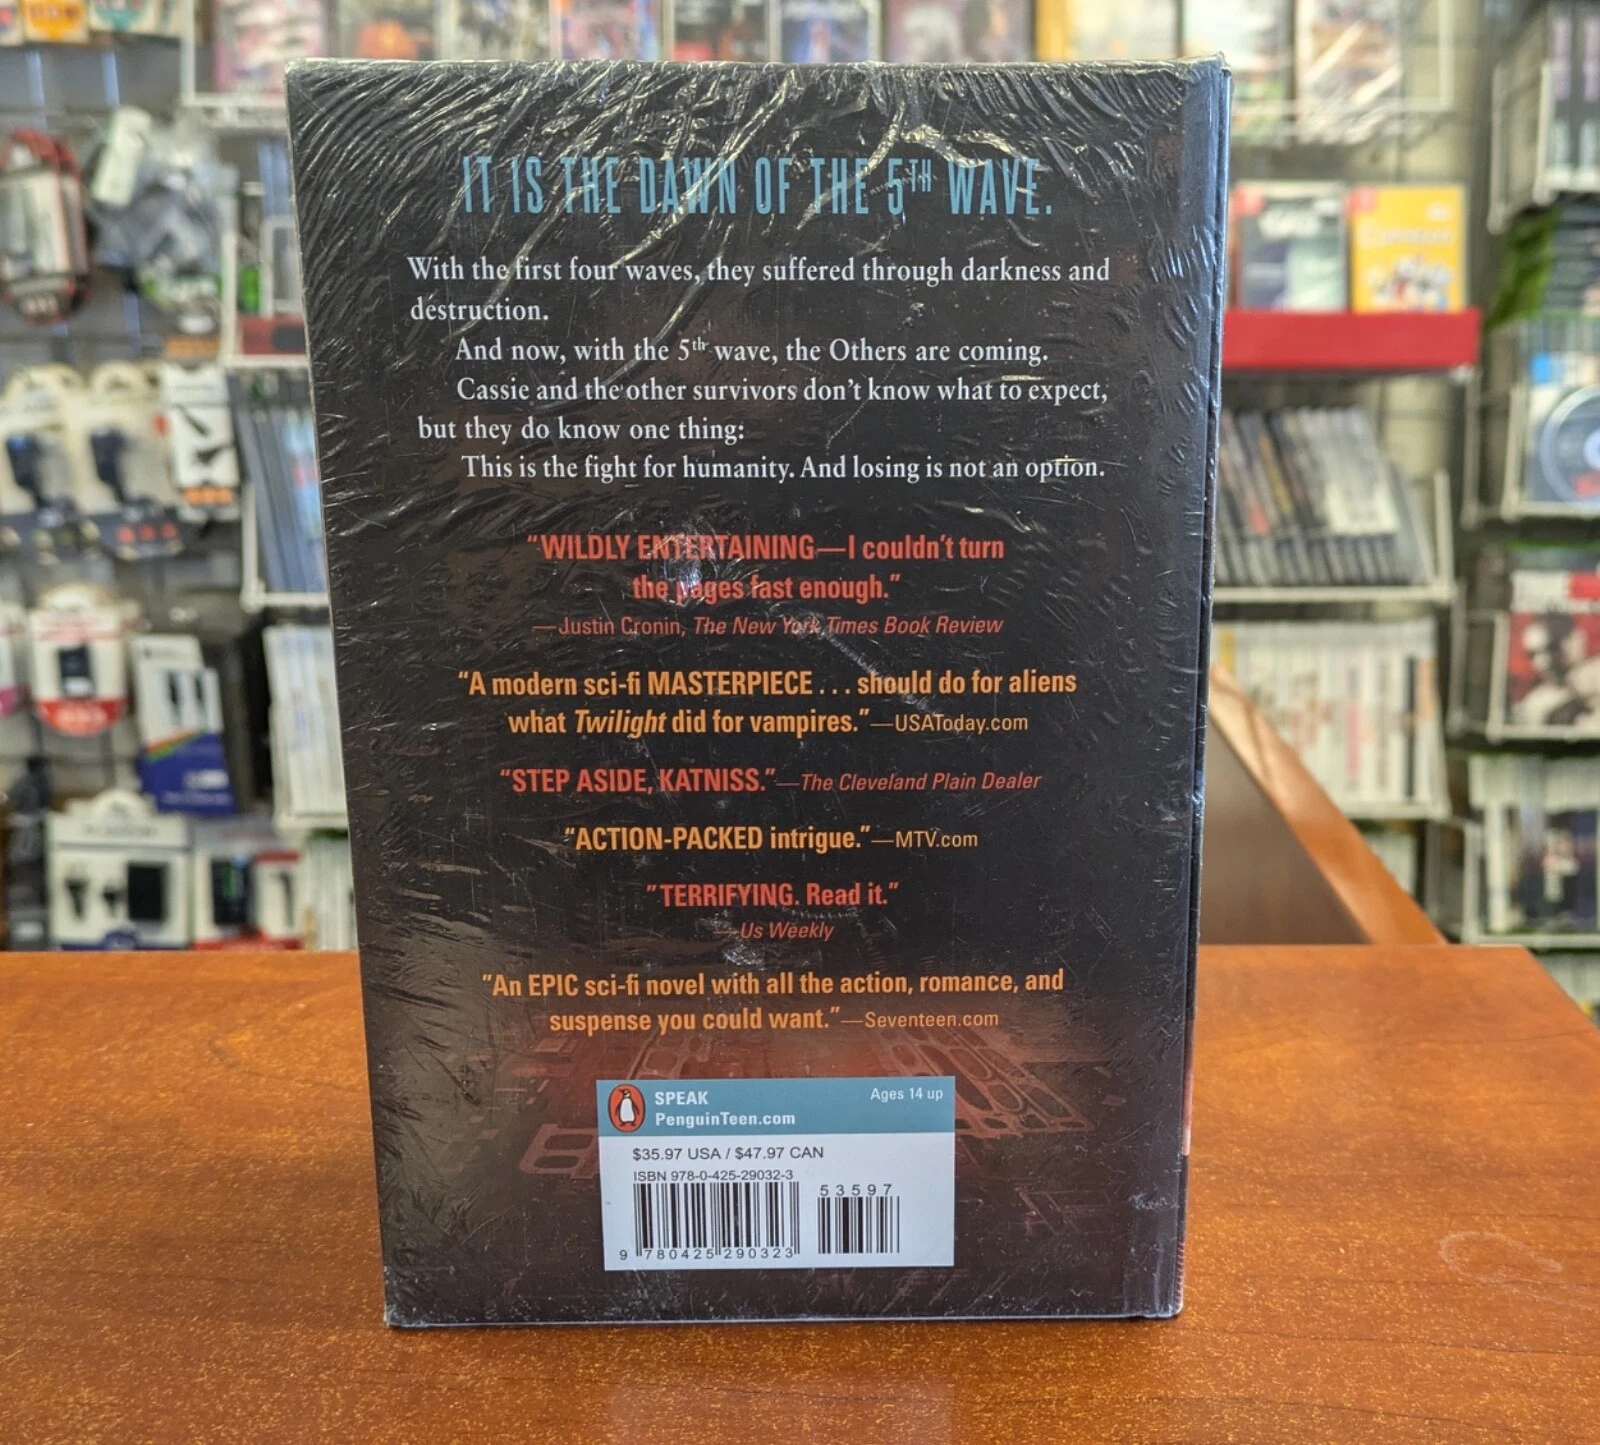 IT IS THE DAWN OF THE 5TH WAVE.
With the first four waves, they suffered through darkness and
destruction.
And now, with the 5th wave, the Others are coming.
Cassie and the other survivors don't know what to expect,
but they do know one thing:
This is the fight for humanity. And losing is not an option.
"WILDLY ENTERTAINING—I couldn't turn
the pages fast enough."
—Justin Cronin, The New York Times Book Review
"A modern sci-fi MASTERPIECE . . . should do for aliens
what Twilight did for vampires."—USAToday.com
"STEP ASIDE, KATNISS."—The Cleveland Plain Dealer
"ACTION-PACKED intrigue."—MTV.com
"TERRIFYING. Read it."
—Us Weekly
"An EPIC sci-fi novel with all the action, romance, and
suspense you could want."—Seventeen.com
SPEAK
PenguinTeen.com
Ages 14 up
$35.97 USA / $47.97 CAN
ISBN 978-0-425-29032-3
53597
9 780425 290323